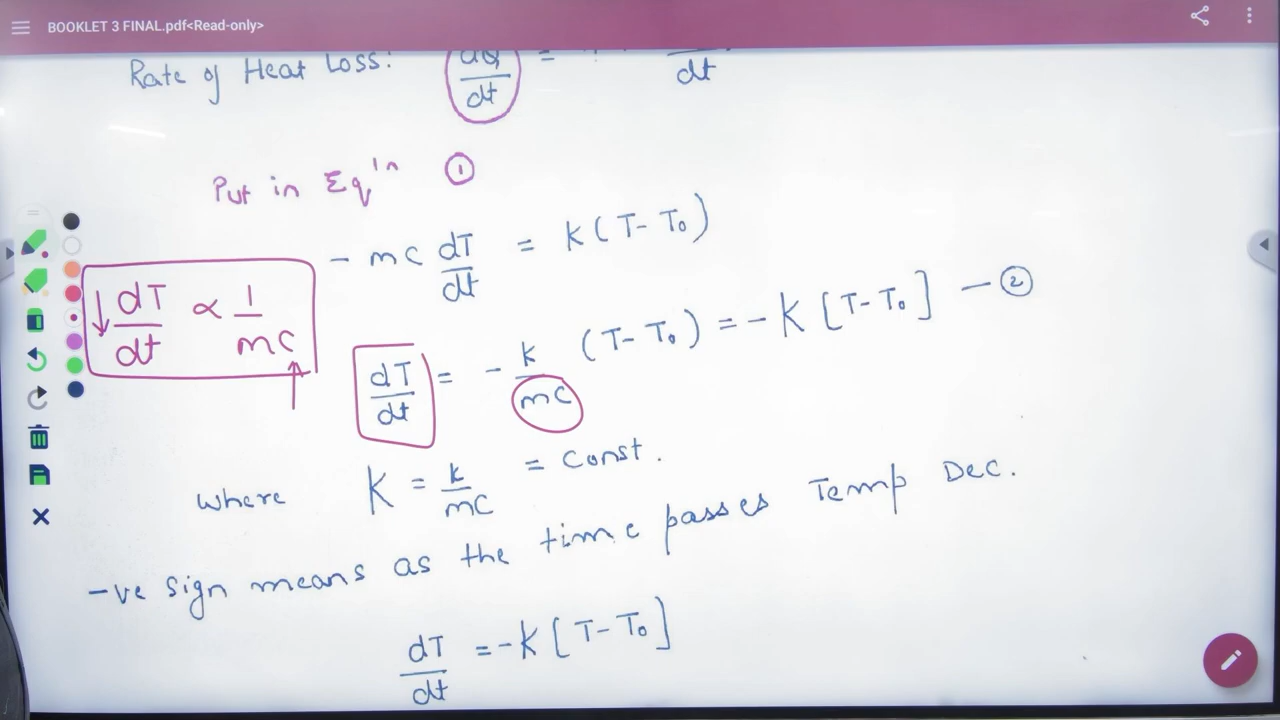 BOOKLET 3 FINAL.pdf<Read-only>
Rate of Heat Loss: dQ/dt = dt
Put in Eq'n ①
- mc dT/dt = k(T- T₀)
↓ dT/dt ∝ 1/mc ↑
dT/dt = - k/mc (T- T₀) = - K [T- T₀] — ②
where K = k/mc = Const.
-ve sign means as the time passes Temp Dec.
dT/dt = -K [T- T₀]